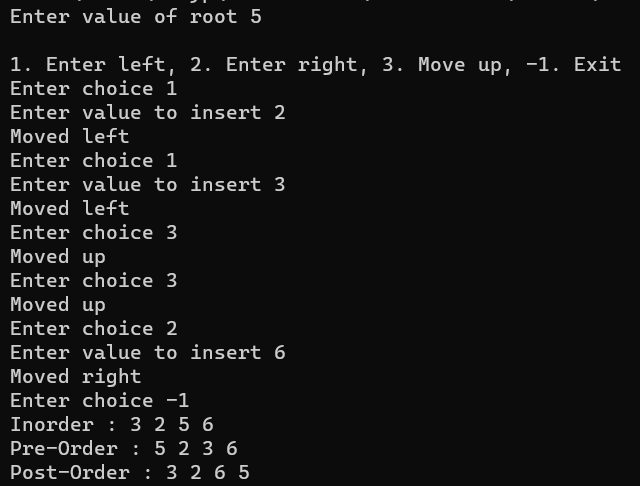 Enter value of root 5
1. Enter left, 2. Enter right, 3. Move up, -1. Exit
Enter choice 1
Enter value to insert 2
Moved left
Enter choice 1
Enter value to insert 3
Moved left
Enter choice 3
Moved up
Enter choice 3
Moved up
Enter choice 2
Enter value to insert 6
Moved right
Enter choice -1
Inorder : 3 2 5 6
Pre-Order : 5 2 3 6
Post-Order : 3 2 6 5